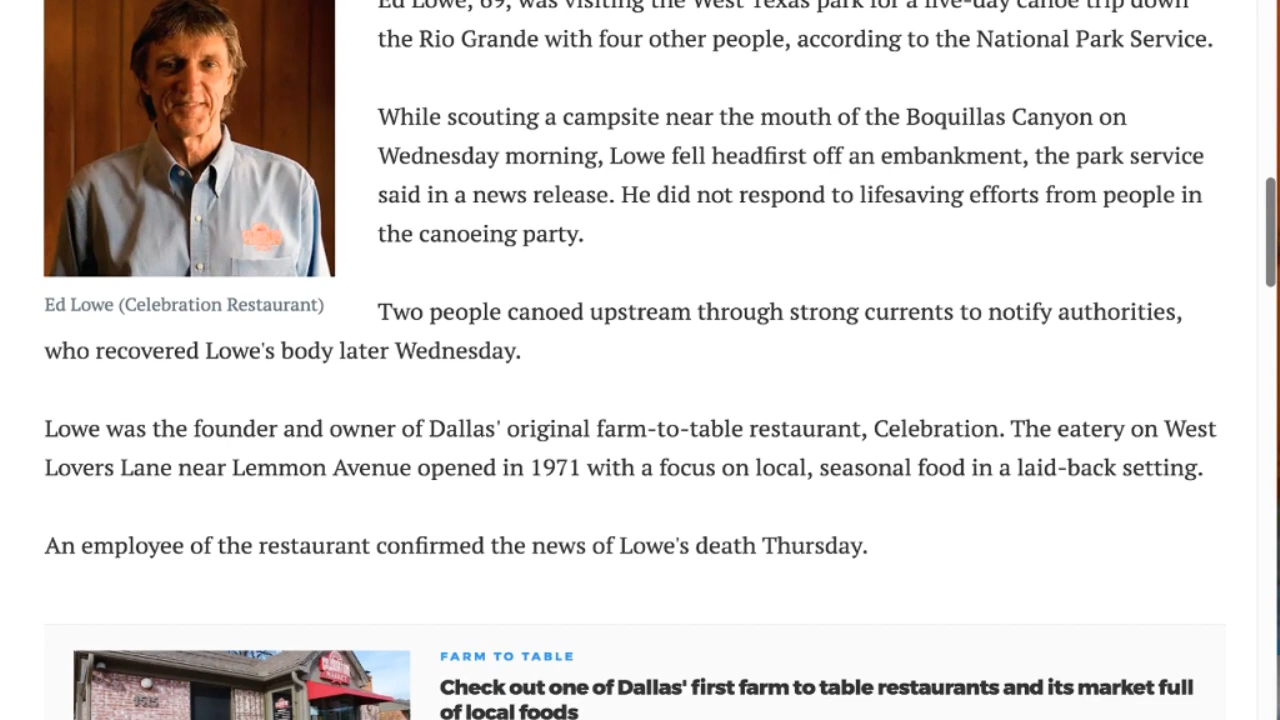 Ed Lowe, 69, was visiting the West Texas park for a five-day canoe trip down
the Rio Grande with four other people, according to the National Park Service.
While scouting a campsite near the mouth of the Boquillas Canyon on
Wednesday morning, Lowe fell headfirst off an embankment, the park service
said in a news release. He did not respond to lifesaving efforts from people in
the canoeing party.
Ed Lowe (Celebration Restaurant)
Two people canoed upstream through strong currents to notify authorities,
who recovered Lowe's body later Wednesday.
Lowe was the founder and owner of Dallas' original farm-to-table restaurant, Celebration. The eatery on West
Lovers Lane near Lemmon Avenue opened in 1971 with a focus on local, seasonal food in a laid-back setting.
An employee of the restaurant confirmed the news of Lowe's death Thursday.
FARM TO TABLE
Check out one of Dallas' first farm to table restaurants and its market full
of local foods